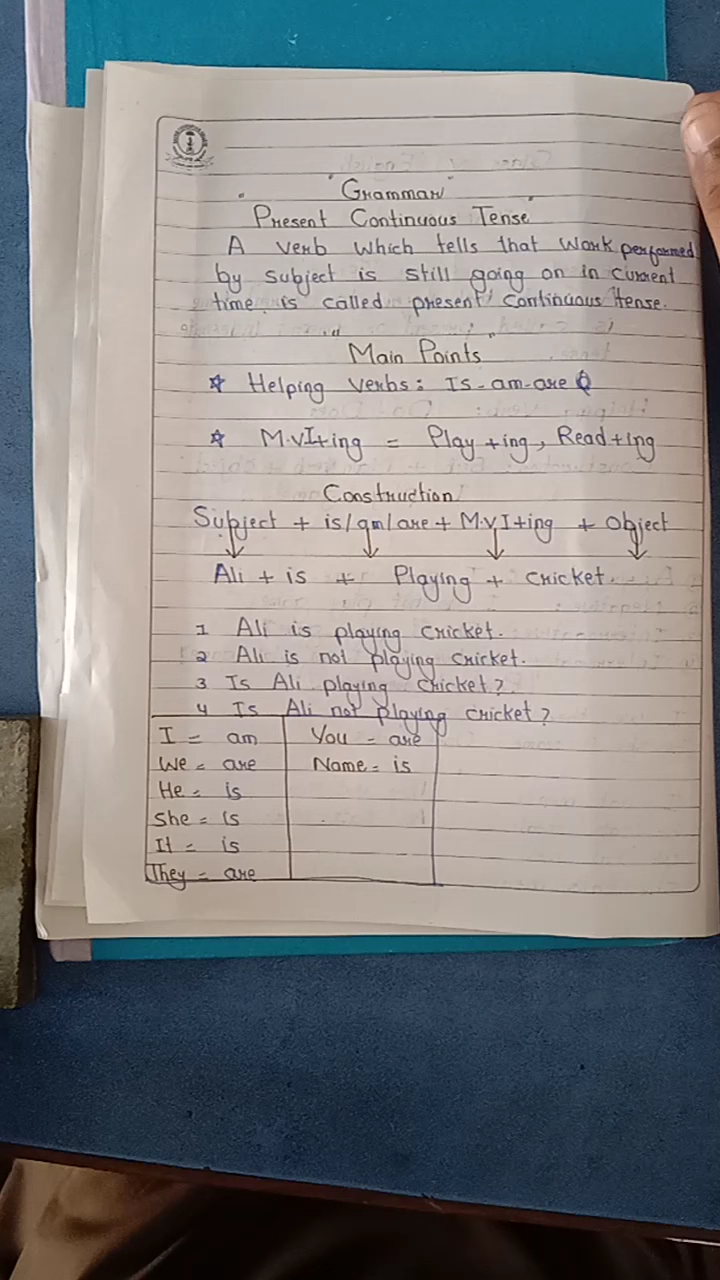 "Grammar"
"Present Continuous Tense"
A verb which tells that work performed
by subject is still going on in current
time is called present continuous tense.
"Main Points"
☆ Helping verbs: Is-am-are
☆ M.VI+ing = Play+ing, Read+ing
Construction
Subject + is/am/are + M.VI+ing + Object
↓ ↓ ↓ ↓
Ali + is + Playing + cricket.
1 Ali is playing cricket.
2 Ali is not playing cricket.
3 Is Ali playing cricket?
4 Is Ali not playing cricket?
I = am You = are
We = are Name = is
He = is
She = is
It = is
They = are